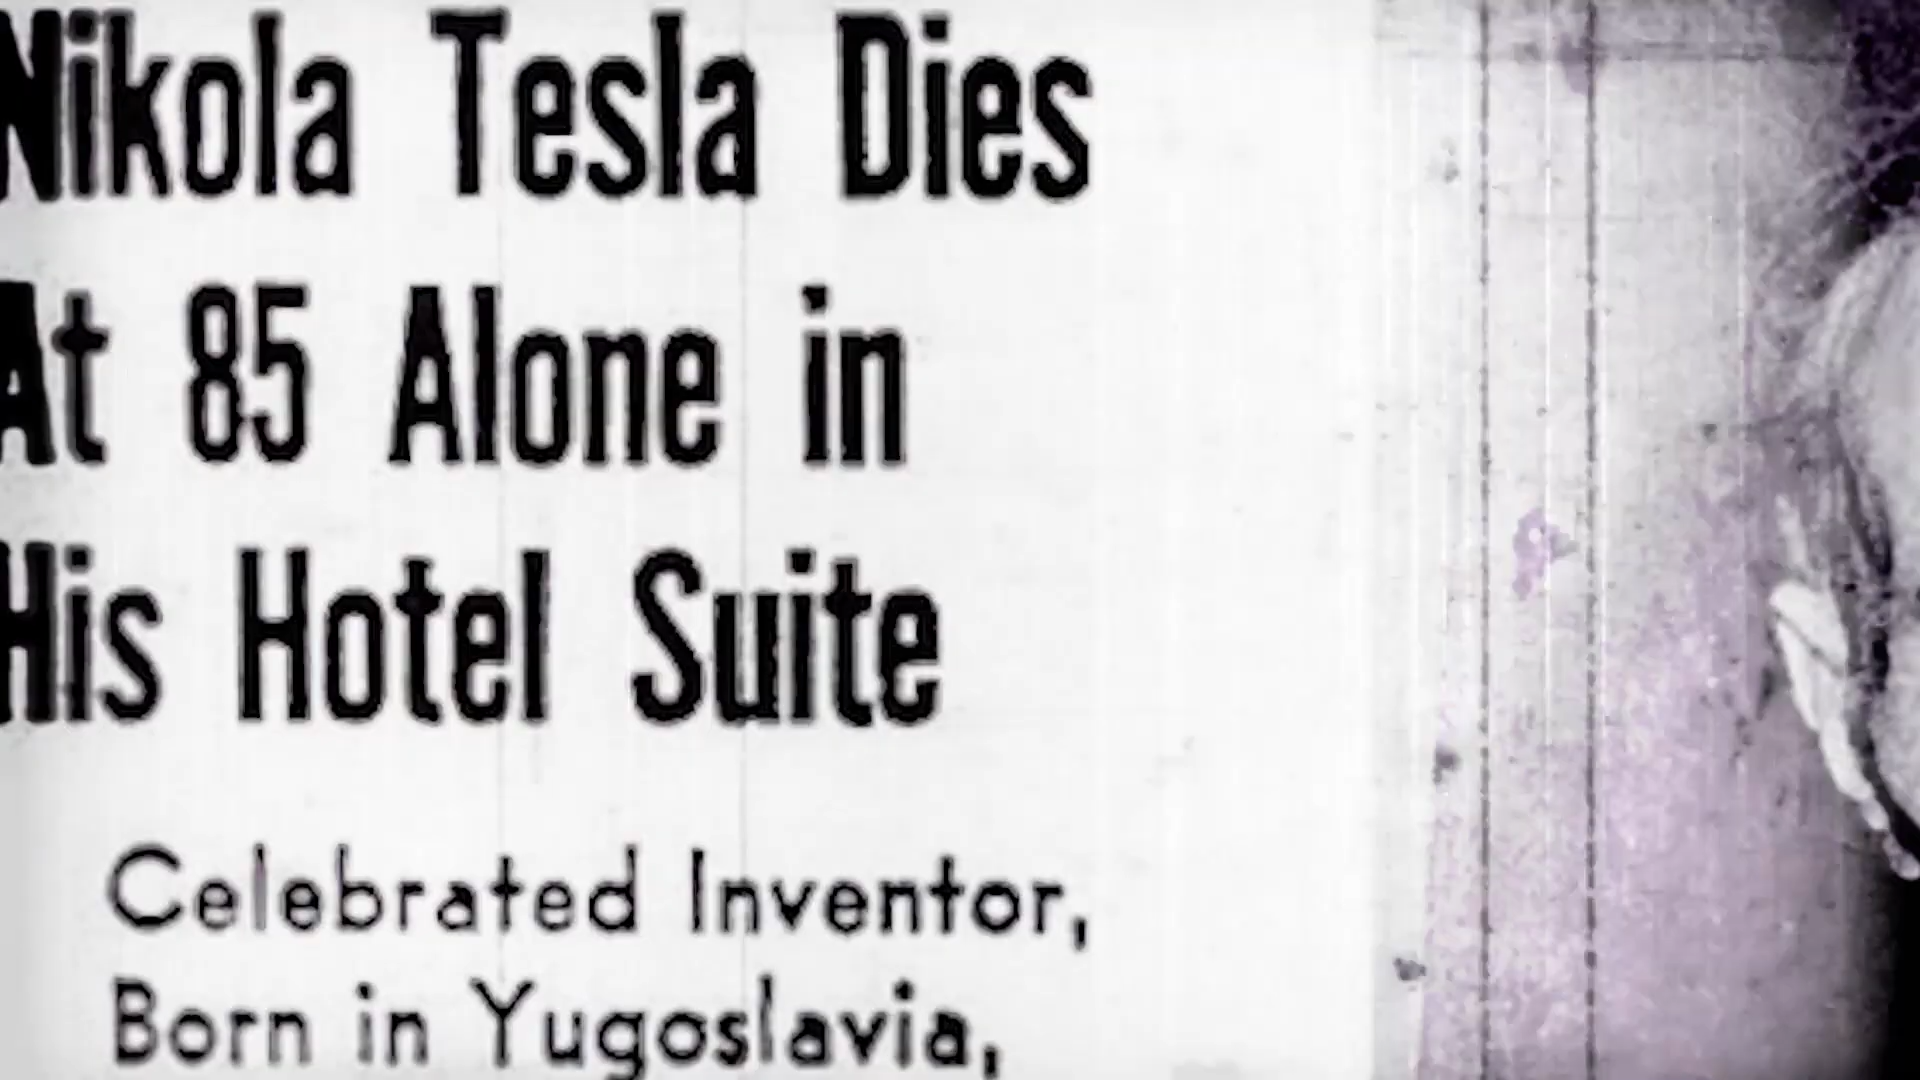 Nikola Tesla Dies
At 85 Alone in
His Hotel Suite
Celebrated Inventor,
Born in Yugoslavia,